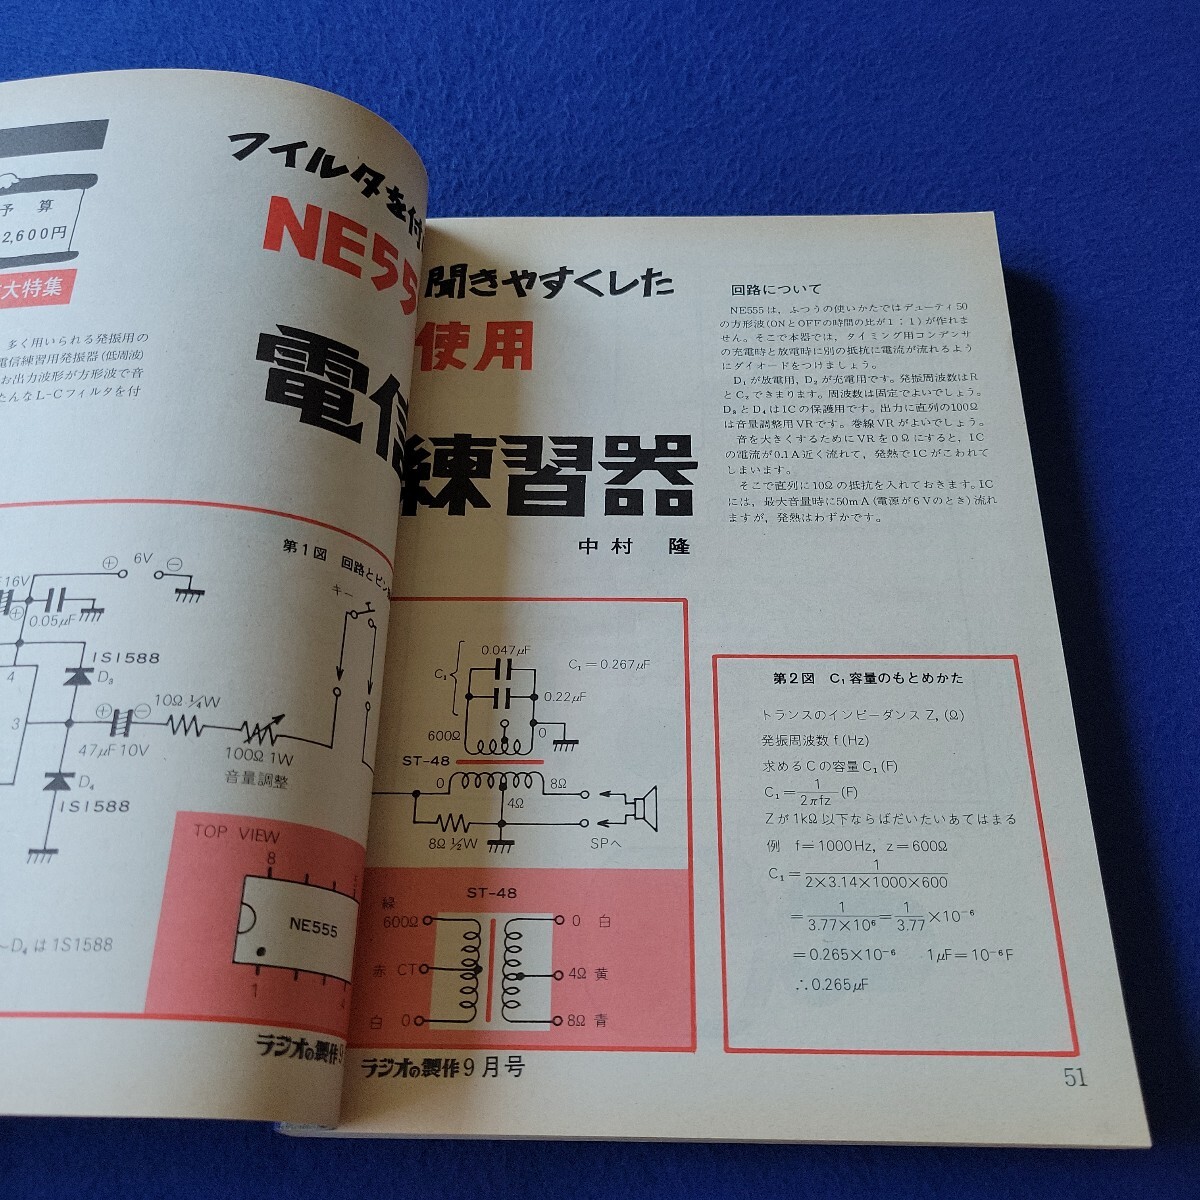 予算
2,600円
大特集
多く用いられる発振用の
電信練習用発振器(低周波)
お出力波形が方形波で音
たんなL-Cフィルタを付
フイルタを付
聞きやすくした
NE55
使用
電信
練習器
中村 隆
第1図 回路とピン
6V
16V
0.05μF
キー
4
1S1588
D₃
10Ω¼W
3
47μF10V
100Ω1W
音量調整
D₄
1S1588
TOP VIEW
8
NE555
1
4
〜D₄は1S1588
ラジオの製作9
0.047μF
C₁
C₁=0.267μF
0.22μF
600Ω
0
ST-48
0
8Ω
4Ω
8Ω½W
SPへ
ST-48
緑
600Ω
0 白
赤 CT
4Ω 黄
白 0
8Ω 青
ラジオの製作9月号
回路について
NE555は，ふつうの使いかたではデューティ50
の方形波(ONとOFFの時間の比が1：1)が作れま
せん。そこで本器では，タイミング用コンデンサ
の充電時と放電時に別の抵抗に電流が流れるよう
にダイオードをつけましょう。
D₁が放電用，D₂が充電用です。発振周波数はR
とC₂できまります。周波数は固定でよいでしょう。
D₃とD₄はICの保護用です。出力に直列の100Ω
は音量調整用VRです。巻線VRがよいでしょう。
音を大きくするためにVRを0Ωにすると，IC
の電流が0.1A近く流れて，発熱でICがこわれて
しまいます。
そこで直列に10Ωの抵抗を入れておきます。IC
には，最大音量時に50mA(電源が6Vのとき)流れ
ますが，発熱はわずかです。
第2図 C₁容量のもとめかた
トランスのインピーダンスZ,(Ω)
発振周波数f(Hz)
求めるCの容量C₁(F)
C₁=1/2πfz(F)
Zが1kΩ以下ならばだいたいあてはまる
例 f=1000Hz, z=600Ω
C₁=1/2×3.14×1000×600
=1/3.77×10⁶=1/3.77×10⁻⁶
=0.265×10⁻⁶ 1μF=10⁻⁶F
∴0.265μF
51